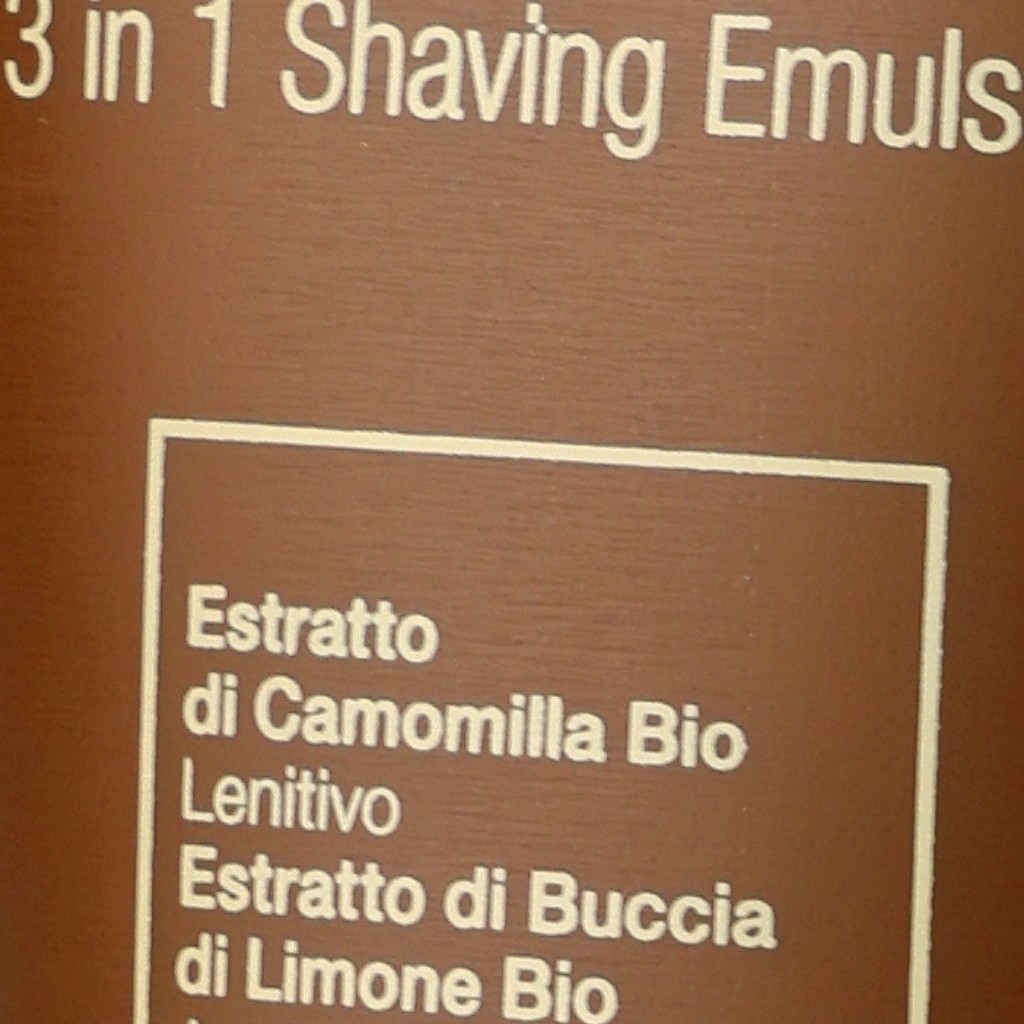 3 in 1 Shaving Emuls
Estratto
di Camomilla Bio
Lenitivo
Estratto di Buccia
di Limone Bio